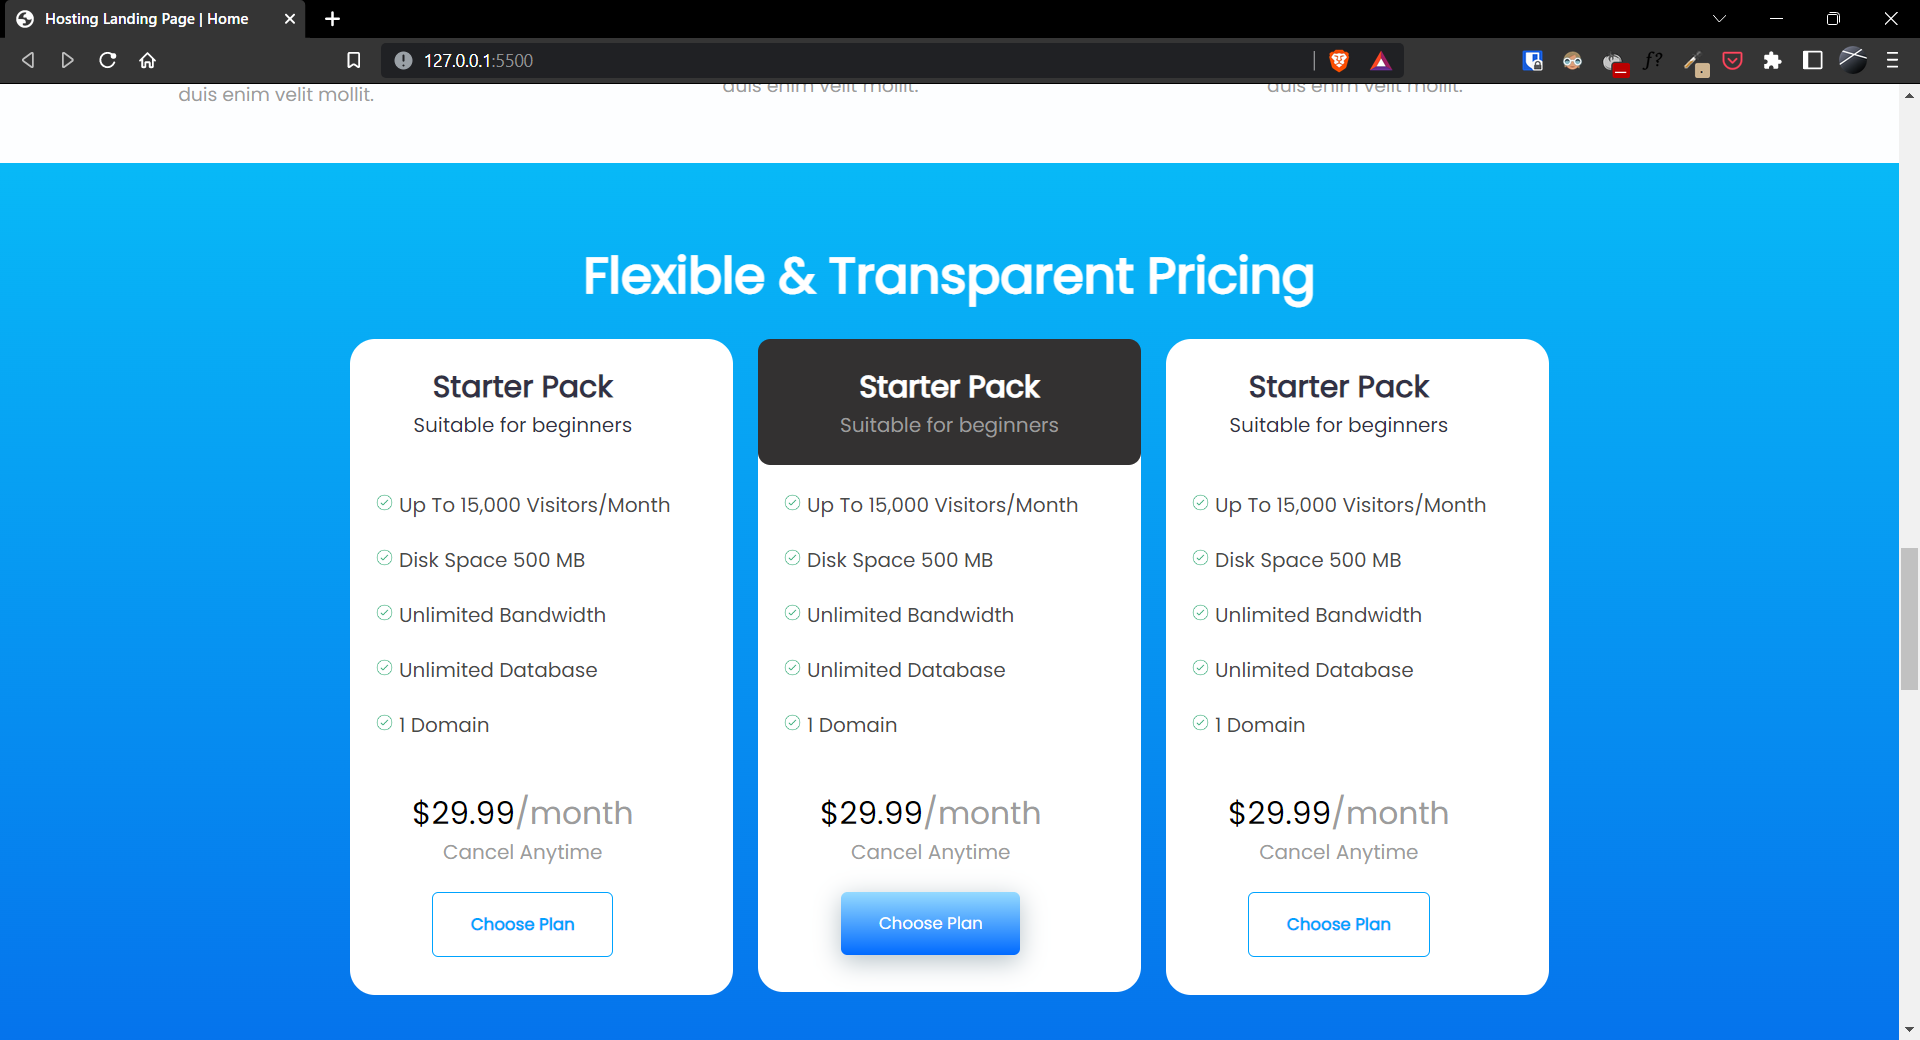 Hosting Landing Page | Home
127.0.0.1:5500
duis enim velit mollit.
duis enim velit mollit.
duis enim velit mollit.
Flexible & Transparent Pricing
Starter Pack
Suitable for beginners
Up To 15,000 Visitors/Month
Disk Space 500 MB
Unlimited Bandwidth
Unlimited Database
1 Domain
$29.99/month
Cancel Anytime
Choose Plan
Starter Pack
Suitable for beginners
Up To 15,000 Visitors/Month
Disk Space 500 MB
Unlimited Bandwidth
Unlimited Database
1 Domain
$29.99/month
Cancel Anytime
Choose Plan
Starter Pack
Suitable for beginners
Up To 15,000 Visitors/Month
Disk Space 500 MB
Unlimited Bandwidth
Unlimited Database
1 Domain
$29.99/month
Cancel Anytime
Choose Plan